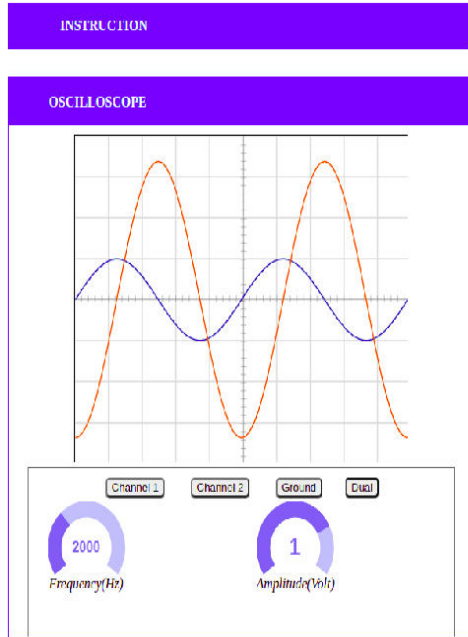 INSTRUCTION
OSCILLOSCOPE
Channel 1 Channel 2 Ground Dual
2000 1
Frequency(Hz) Amplitude(Volt)